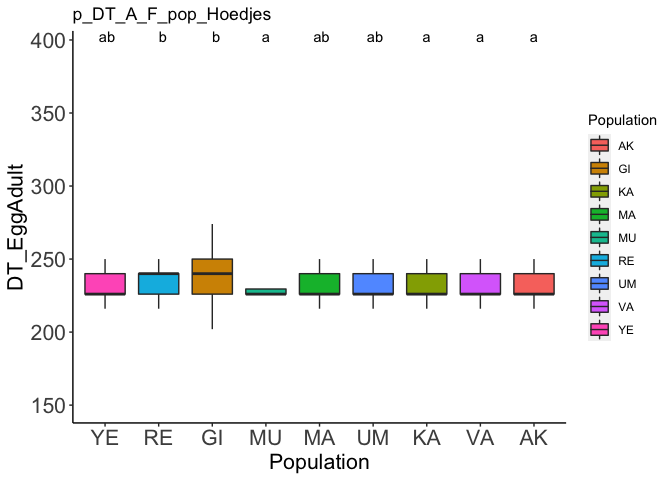 p_DT_A_F_pop_Hoedjes
ab b b a ab ab a a a
400
350
300
250
200
150
DT_EggAdult
YE RE GI MU MA UM KA VA AK
Population
Population
AK
GI
KA
MA
MU
RE
UM
VA
YE